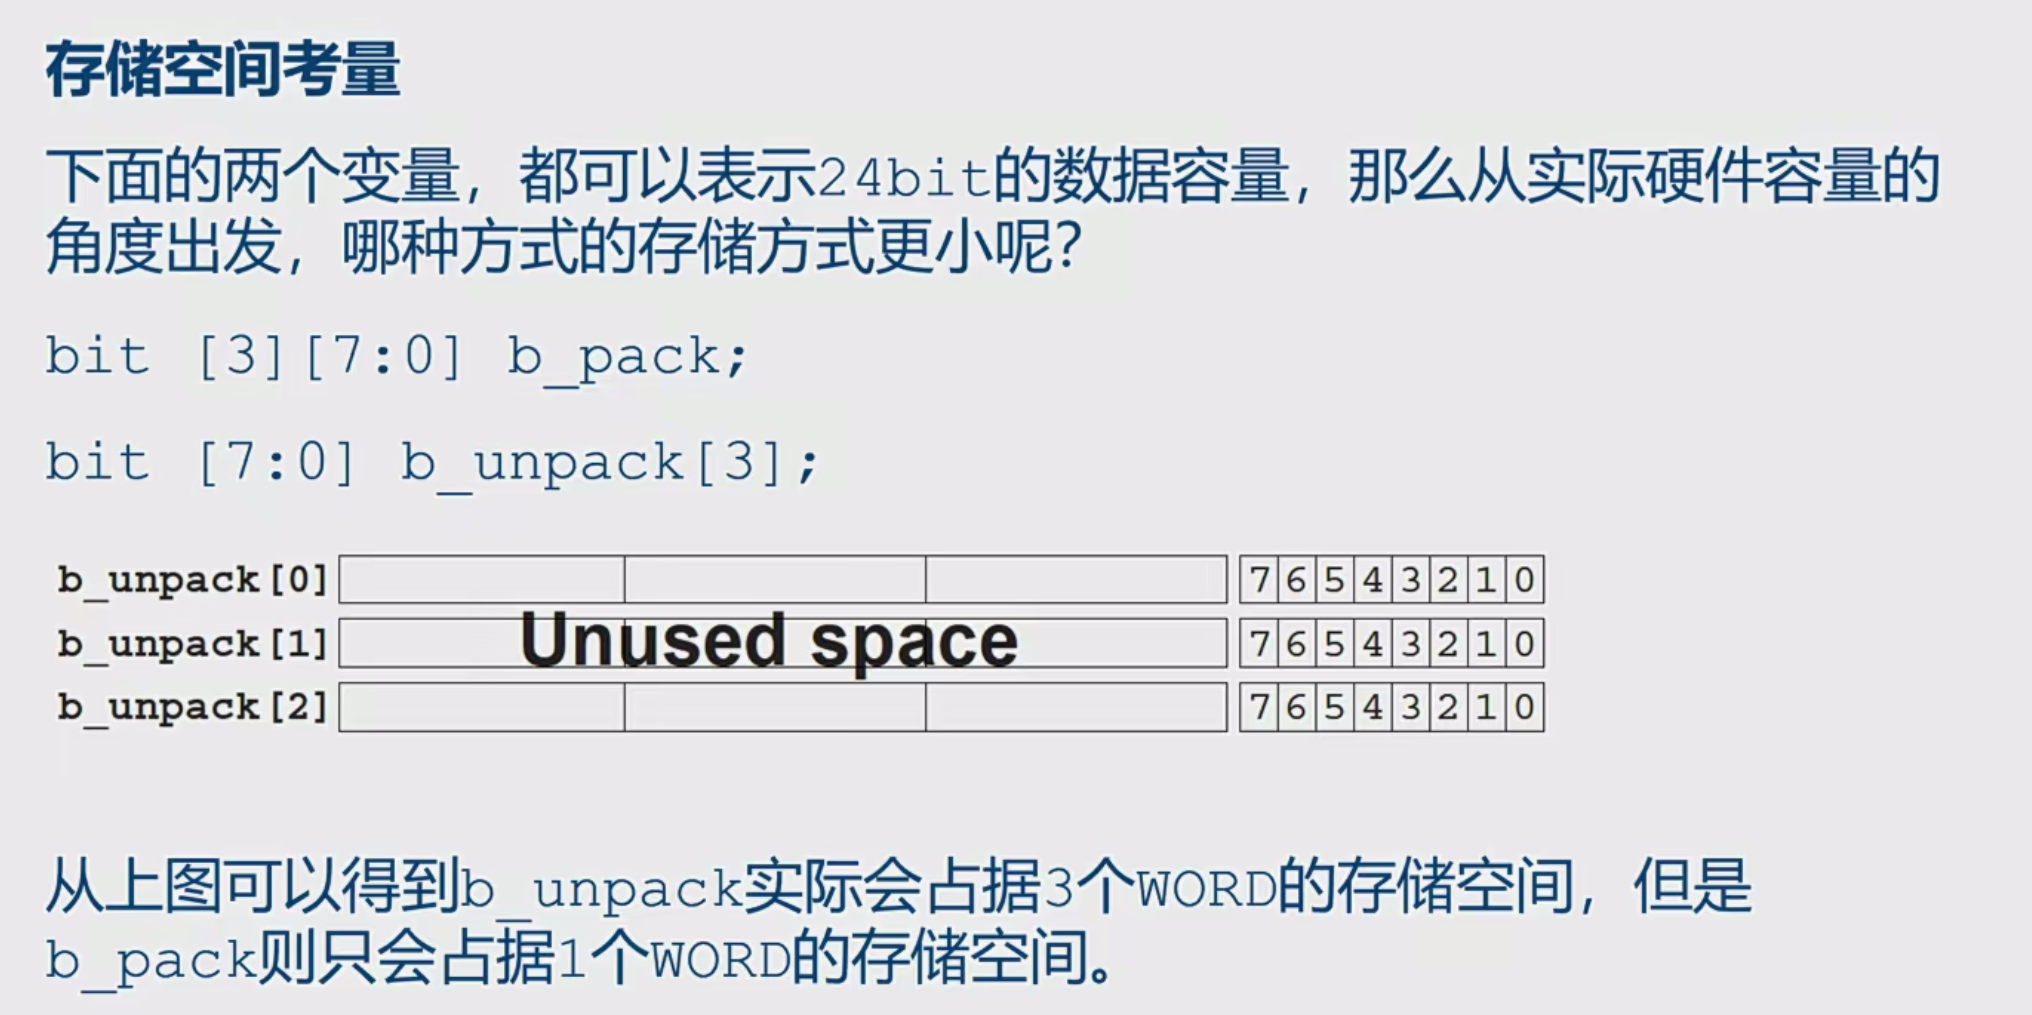 存储空间考量
下面的两个变量，都可以表示24bit的数据容量，那么从实际硬件容量的
角度出发，哪种方式的存储方式更小呢？
bit [3][7:0] b_pack;
bit [7:0] b_unpack[3];
b_unpack[0] 7 6 5 4 3 2 1 0
Unused space
b_unpack[1] 7 6 5 4 3 2 1 0
b_unpack[2] 7 6 5 4 3 2 1 0
从上图可以得到b_unpack实际会占据3个WORD的存储空间，但是
b_pack则只会占据1个WORD的存储空间。